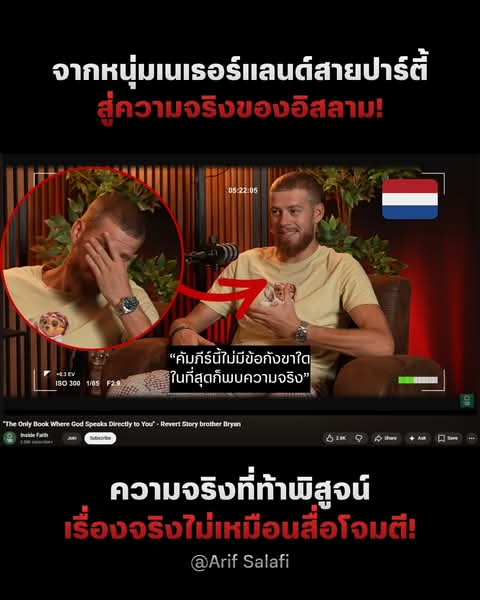 จากหนุ่มเนเธอร์แลนด์สายปาร์ตี้
สู่ความจริงของอิสลาม!
05:22:05
“คัมภีร์นี้ไม่มีข้อกังขาใด
ในที่สุดก็พบความจริง”
+0.3 EV
ISO 300 1/65 F2.9
"The Only Book Where God Speaks Directly to You" - Revert Story brother Bryan
Inside Faith
Join
Subscribe
Share
Ask
Save
ความจริงที่ท้าพิสูจน์
เรื่องจริงไม่เหมือนสื่อโจมตี!
@Arif Salafi